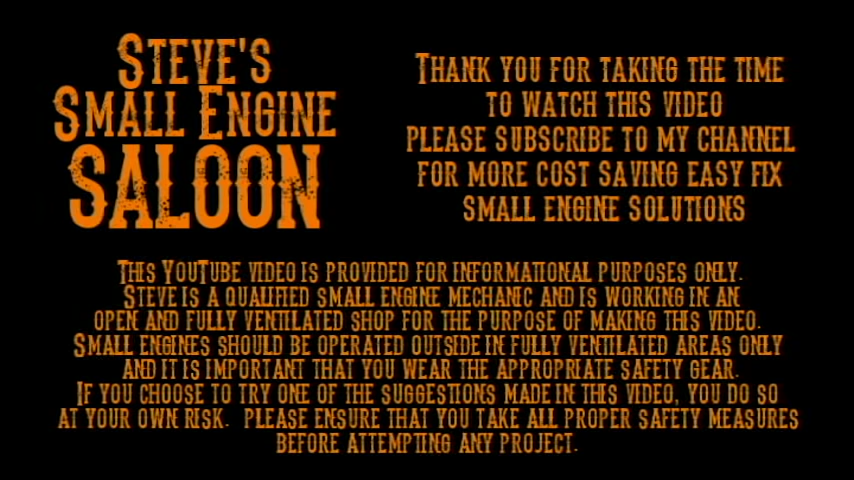 Steve's
Small Engine
SALOON
Thank you for taking the time
to watch this video
please subscribe to my channel
for more cost saving easy fix
small engine solutions
This YouTube video is provided for informational purposes only.
Steve is a qualified small engine mechanic and is working in an
open and fully ventilated shop for the purpose of making this video.
Small engines should be operated outside in fully ventilated areas only
and it is important that you wear the appropriate safety gear.
If you choose to try one of the suggestions made in this video, you do so
at your own risk. Please ensure that you take all proper safety measures
before attempting any project.